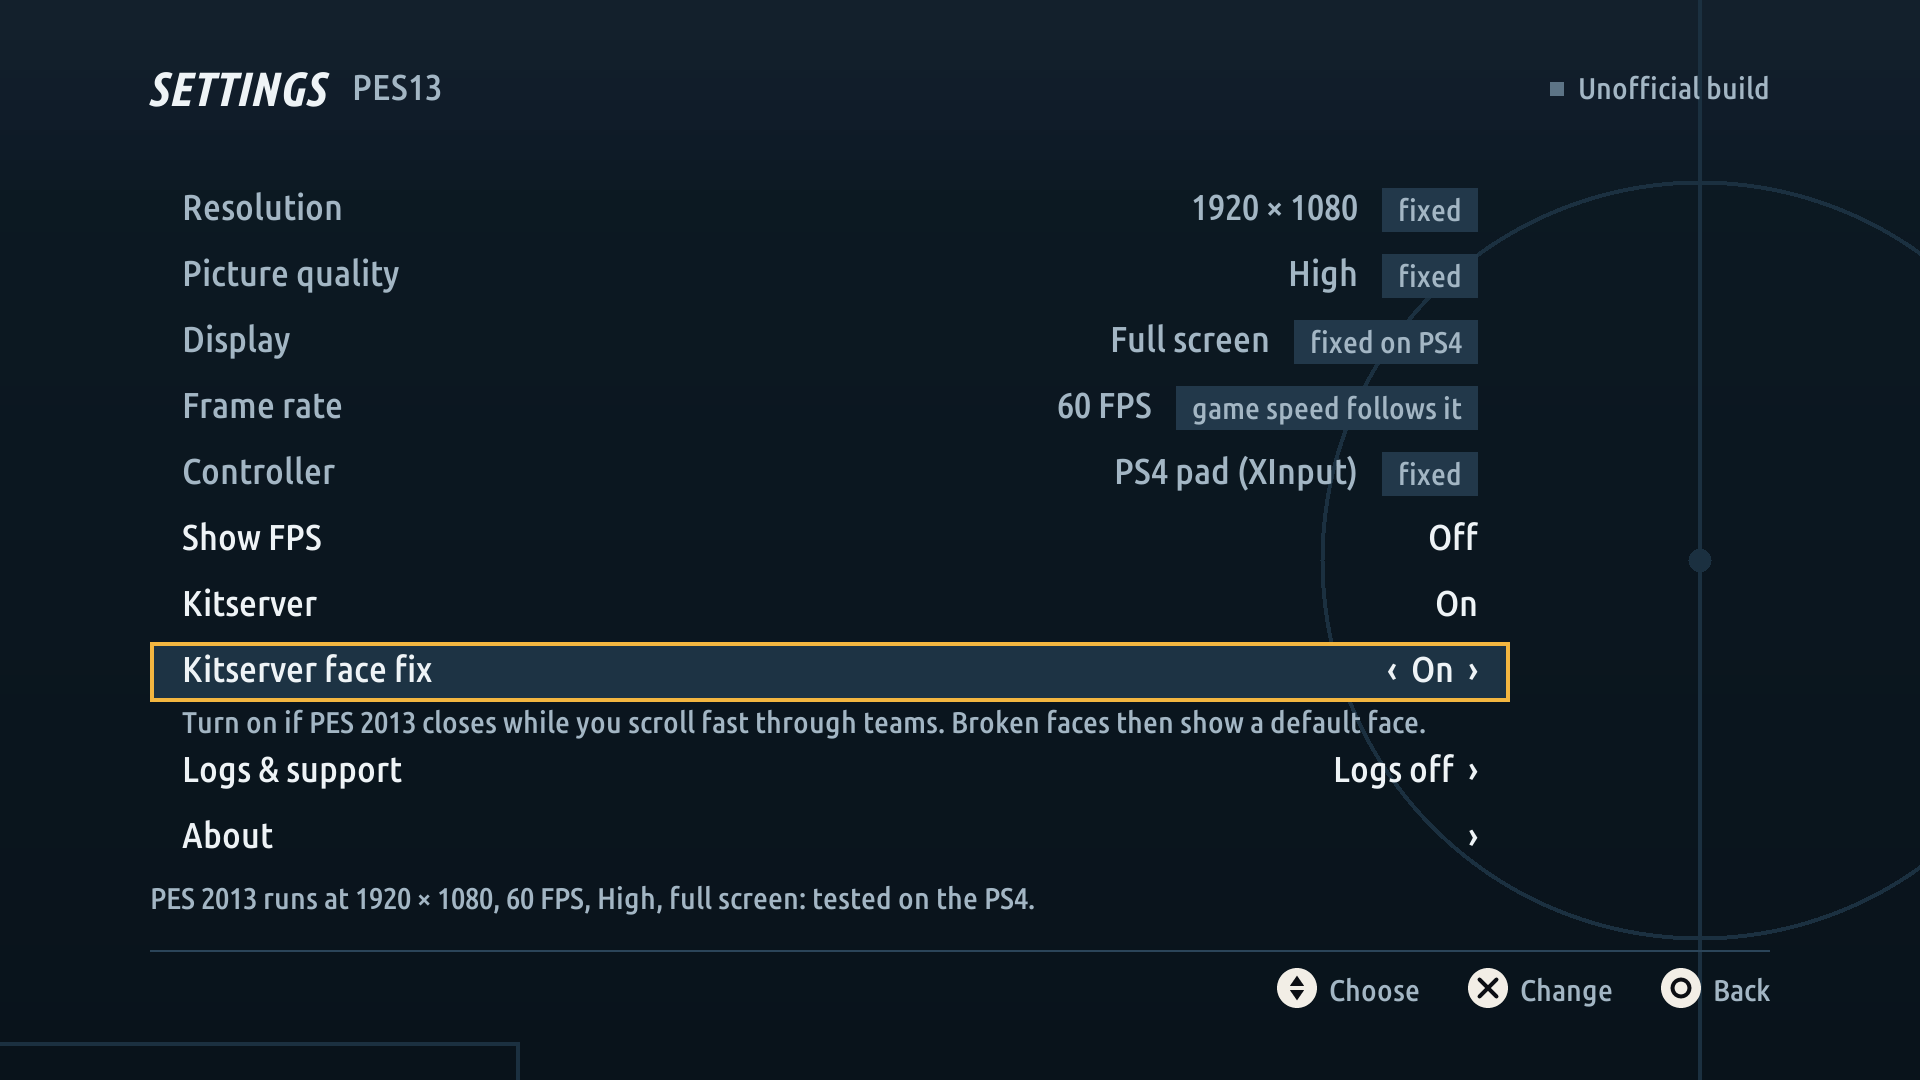 SETTINGS PES13
Unofficial build
Resolution 1920 × 1080 fixed
Picture quality High fixed
Display Full screen fixed on PS4
Frame rate 60 FPS game speed follows it
Controller PS4 pad (XInput) fixed
Show FPS Off
Kitserver On
Kitserver face fix ‹ On ›
Turn on if PES 2013 closes while you scroll fast through teams. Broken faces then show a default face.
Logs & support Logs off ›
About ›
PES 2013 runs at 1920 × 1080, 60 FPS, High, full screen: tested on the PS4.
Choose Change Back